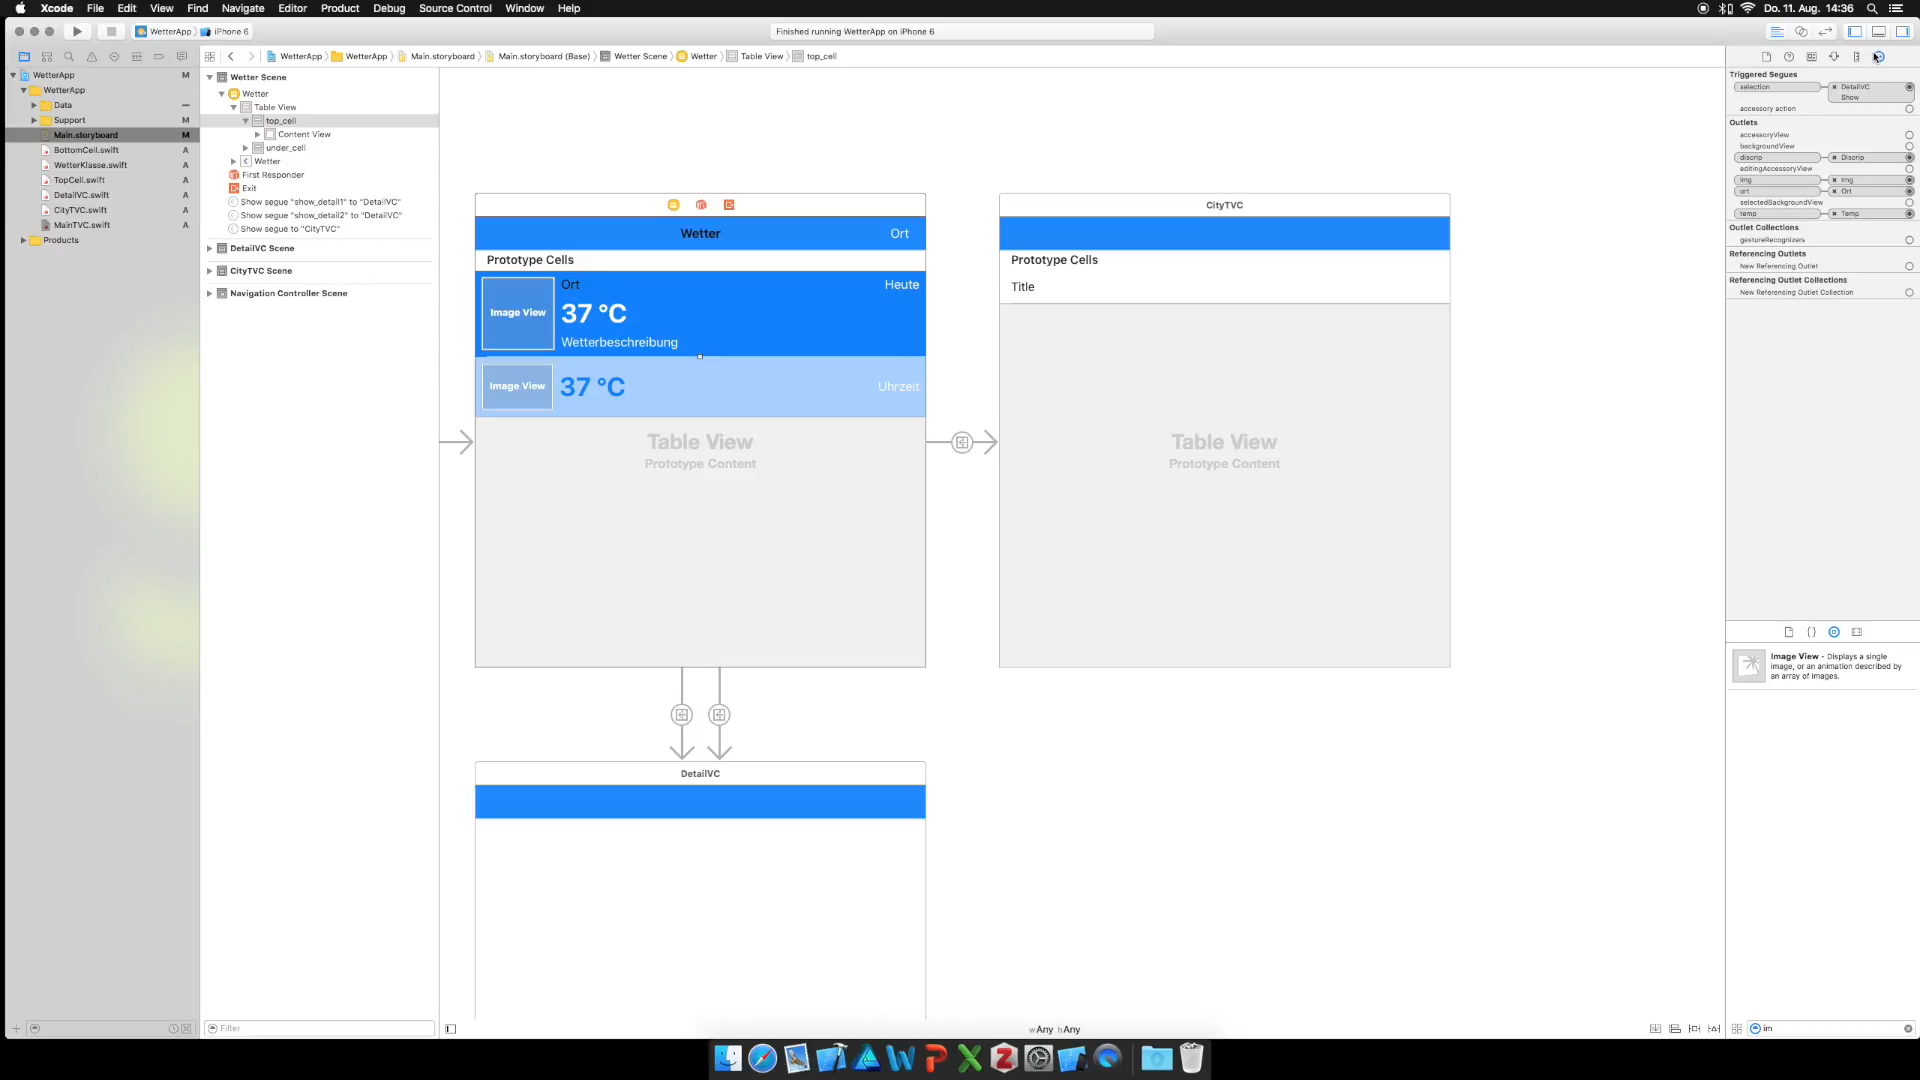 Xcode File Edit View Find Navigate Editor Product Debug Source Control Window Help Do. 11. Aug. 14:36
WetterApp iPhone 6 Finished running WetterApp on iPhone 6
WetterApp WetterApp Main.storyboard Main.storyboard (Base) Wetter Scene Wetter Table View top_cell
WetterApp M
WetterApp
Data
Support M
Main.storyboard M
BottomCell.swift A
WetterKlasse.swift A
TopCell.swift A
DetailVC.swift A
CityTVC.swift A
MainTVC.swift A
Products
Wetter Scene
Wetter
Table View
top_cell
Content View
under_cell
Wetter
First Responder
Exit
Show segue "show_detail1" to "DetailVC"
Show segue "show_detail2" to "DetailVC"
Show segue to "CityTVC"
DetailVC Scene
CityTVC Scene
Navigation Controller Scene
Filter
Wetter Ort
Prototype Cells
Image View
Ort Heute
37 °C
Wetterbeschreibung
Image View 37 °C Uhrzeit
Table View
Prototype Content
CityTVC
Prototype Cells
Title
Table View
Prototype Content
DetailVC
wAny hAny
Triggered Segues
selection DetailVC
Show
accessory action
Outlets
accessoryView
backgroundView
discrip Discrip
editingAccessoryView
img Img
ort Ort
selectedBackgroundView
temp Temp
Outlet Collections
gestureRecognizers
Referencing Outlets
New Referencing Outlet
Referencing Outlet Collections
New Referencing Outlet Collection
Image View - Displays a single
image, or an animation described by
an array of images.
im